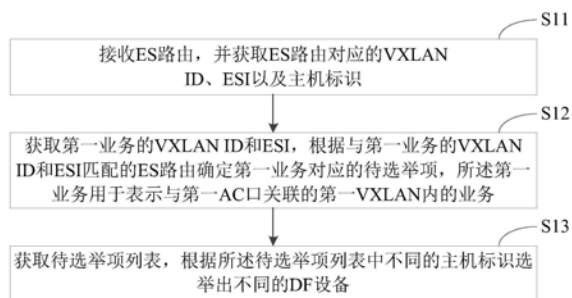 S11
接收ES路由，并获取ES路由对应的VXLAN
ID、ESI以及主机标识
S12
获取第一业务的VXLAN ID和ESI，根据与第一业务的VXLAN
ID和ESI匹配的ES路由确定第一业务对应的待选举项，所述第一
业务用于表示与第一AC口关联的第一VXLAN内的业务
S13
获取待选举项列表，根据所述待选举项列表中不同的主机标识选
举出不同的DF设备